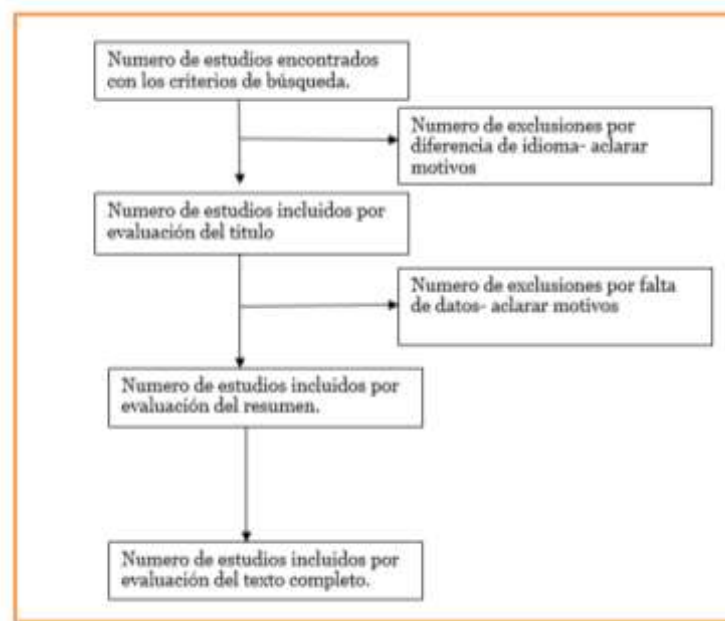 Numero de estudios encontrados
con los criterios de búsqueda.
Numero de exclusiones por
diferencia de idioma- aclarar
motivos
Numero de estudios incluidos por
evaluación del titulo
Numero de exclusiones por falta
de datos- aclarar motivos
Numero de estudios incluidos por
evaluación del resumen.
Numero de estudios incluidos por
evaluación del texto completo.